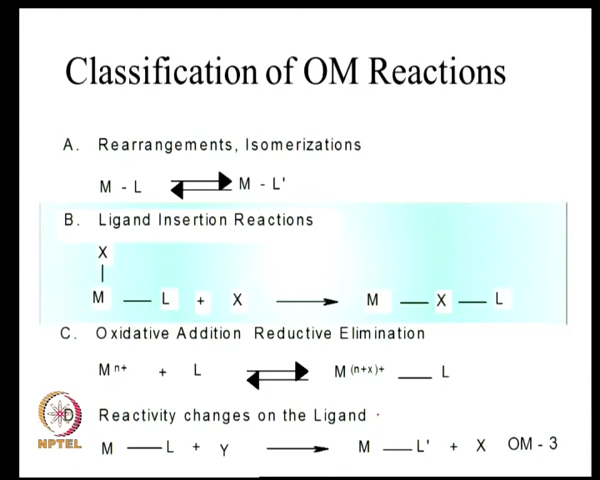 Classification of OM Reactions
A. Rearrangements, Isomerizations
M - L M - L'
B. Ligand Insertion Reactions
X
M — L + X M — X — L
C. Oxidative Addition Reductive Elimination
M n+ + L M (n+x)+ — L
D Reactivity changes on the Ligand
M — L + Y M — L' + X OM - 3
NPTEL